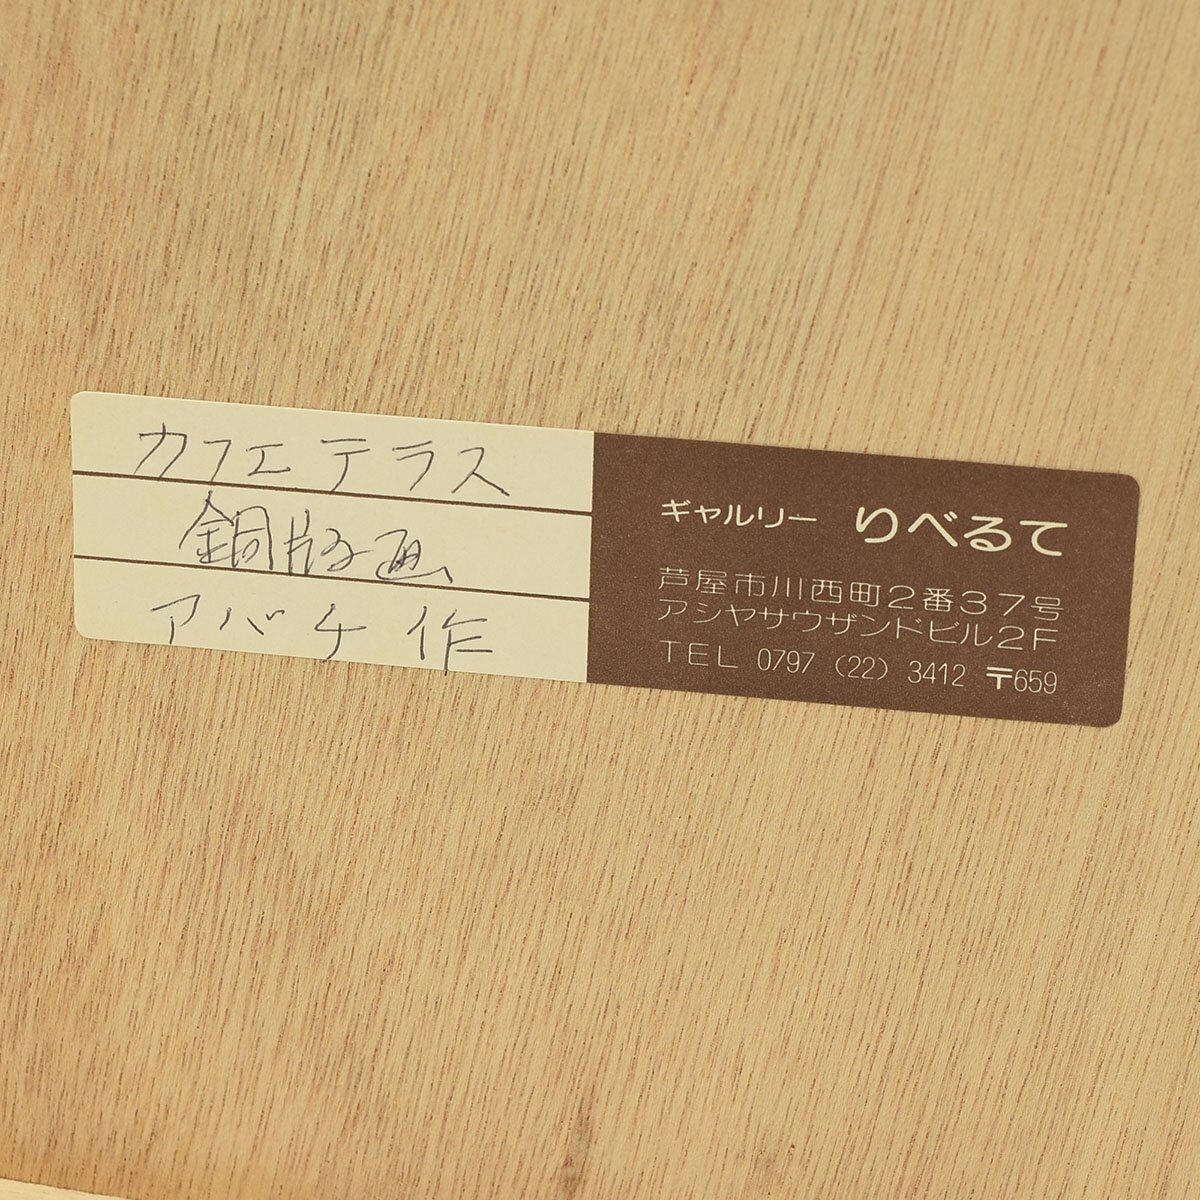 カフェテラス
銅版画
アバチ作
ギャルリー りべるて
芦屋市川西町2番37号
アシヤサウザンドビル2F
TEL 0797 (22) 3412 〒659